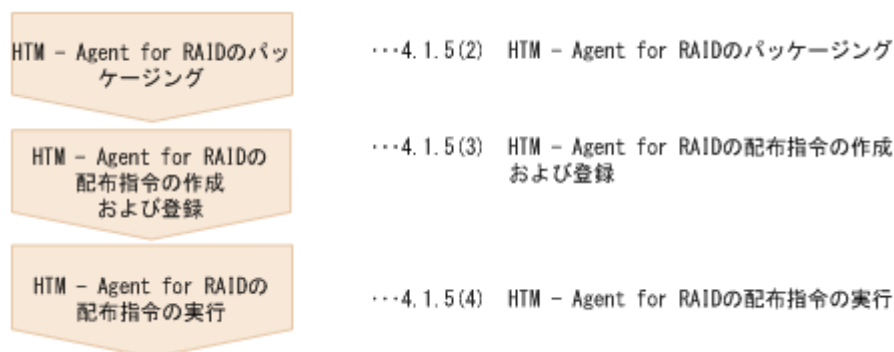 HTM − Agent for RAIDのパッ
ケージング
･･･4.1.5(2) HTM − Agent for RAIDのパッケージング
HTM − Agent for RAIDの
配布指令の作成
および登録
･･･4.1.5(3) HTM − Agent for RAIDの配布指令の作成
および登録
HTM − Agent for RAIDの
配布指令の実行
･･･4.1.5(4) HTM − Agent for RAIDの配布指令の実行